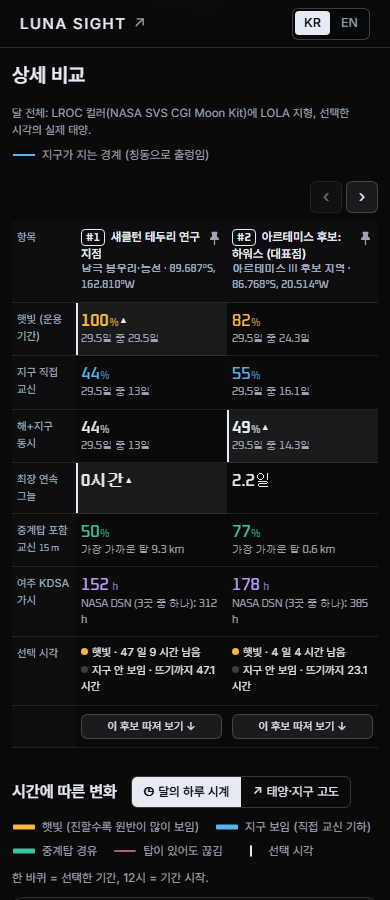 LUNA SIGHT ↗ KR EN
상세 비교
달 전체: LROC 컬러(NASA SVS CGI Moon Kit)에 LOLA 지형, 선택한
시각의 실제 태양.
지구가 지는 경계 (칭동으로 출렁임)
‹ ›
항목
#1 섀클턴 테두리 연구
지점
남극 봉우리·능선 · 89.687°S,
162.810°W
#2 아르테미스 후보:
하워스 (대표점)
아르테미스 III 후보 지역 ·
86.768°S, 20.514°W
햇빛 (운용
기간)
100%▲
29.5일 중 29.5일
82%
29.5일 중 24.3일
지구 직접
교신
44%
29.5일 중 13일
55%
29.5일 중 16.1일
해+지구
동시
44%
29.5일 중 13일
49%▲
29.5일 중 14.3일
최장 연속
그늘
0시간▲
2.2일
중계탑 포함
교신 15 m
50%
가장 가까운 탑 9.3 km
77%
가장 가까운 탑 0.6 km
여주 KDSA
가시
152 h
NASA DSN (3곳 중 하나): 312
h
178 h
NASA DSN (3곳 중 하나): 385
h
선택 시각
햇빛 · 47 일 9 시간 남음
지구 안 보임 · 뜨기까지 47.1
시간
햇빛 · 4 일 4 시간 남음
지구 안 보임 · 뜨기까지 23.1
시간
이 후보 따져 보기 ↓ 이 후보 따져 보기 ↓
시간에 따른 변화 달의 하루 시계 ↗ 태양·지구 고도
햇빛 (진할수록 원반이 많이 보임) 지구 보임 (직접 교신 기하)
중계탑 경유 탑이 있어도 끊김 선택 시각
한 바퀴 = 선택한 기간, 12시 = 기간 시작.